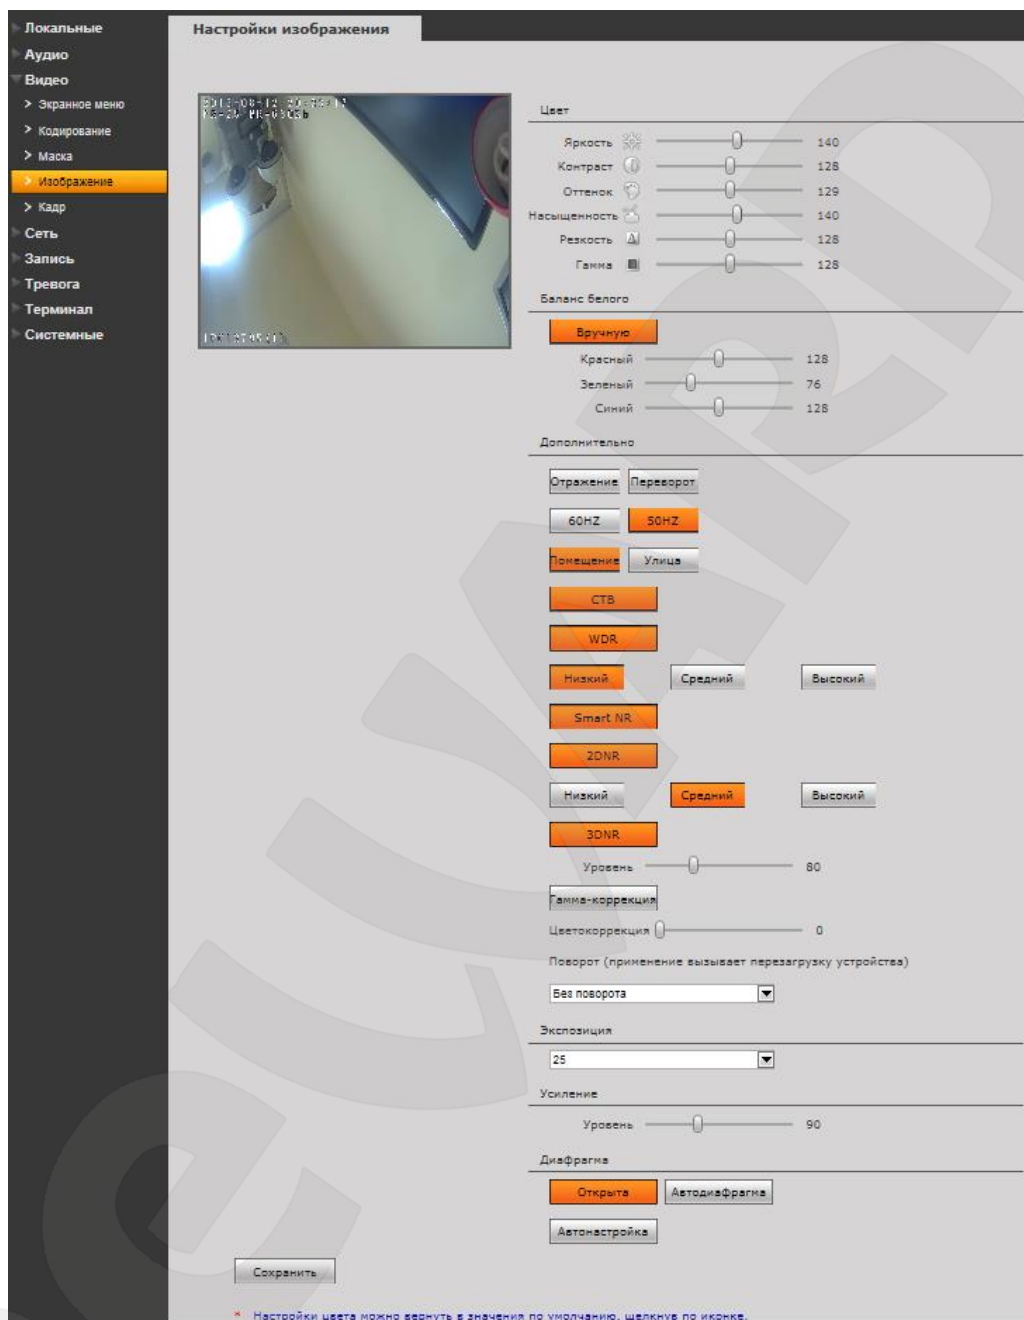 Локальные
Настройки изображения
Аудио
Видео
> Экранное меню
> Кодирование
> Маска
> Изображение
> Кадр
Сеть
Запись
Тревога
Терминал
Системные
Цвет
Яркость 140
Контраст 128
Оттенок 129
Насыщенность 140
Резкость 128
Гамма 128
Баланс белого
Вручную
Красный 128
Зеленый 76
Синий 128
Дополнительно
Отражение Переворот
60HZ 50HZ
Помещение Улица
СТВ
WDR
Низкий Средний Высокий
Smart NR
2DNR
Низкий Средний Высокий
3DNR
Уровень 80
Гамма-коррекция
Цветокоррекция 0
Поворот (применение вызывает перезагрузку устройства)
Без поворота
Экспозиция
25
Усиление
Уровень 90
Диафрагма
Открыта Автодиафрагма
Автонастройка
Сохранить
* Настройки цвета можно вернуть в значения по умолчанию, щелкнув по иконке.